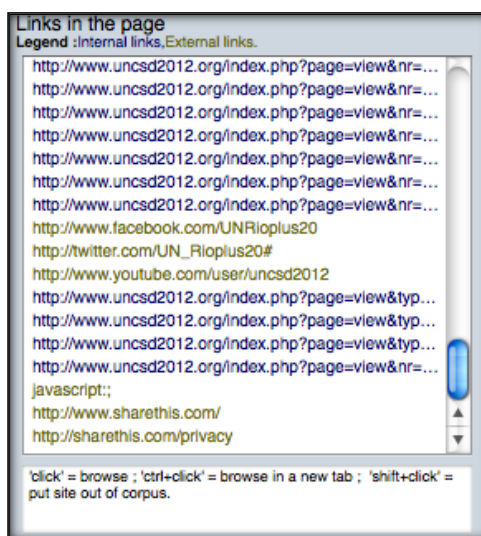 Links in the page
Legend :Internal links,External links.
http://www.uncsd2012.org/index.php?page=view&nr=...
http://www.uncsd2012.org/index.php?page=view&nr=...
http://www.uncsd2012.org/index.php?page=view&nr=...
http://www.uncsd2012.org/index.php?page=view&nr=...
http://www.uncsd2012.org/index.php?page=view&nr=...
http://www.uncsd2012.org/index.php?page=view&nr=...
http://www.uncsd2012.org/index.php?page=view&nr=...
http://www.facebook.com/UNRioplus20
http://twitter.com/UN_Rioplus20#
http://www.youtube.com/user/uncsd2012
http://www.uncsd2012.org/index.php?page=view&typ...
http://www.uncsd2012.org/index.php?page=view&typ...
http://www.uncsd2012.org/index.php?page=view&typ...
http://www.uncsd2012.org/index.php?page=view&nr=...
javascript:;
http://www.sharethis.com/
http://sharethis.com/privacy
'click' = browse ; 'ctrl+click' = browse in a new tab ; 'shift+click' =
put site out of corpus.